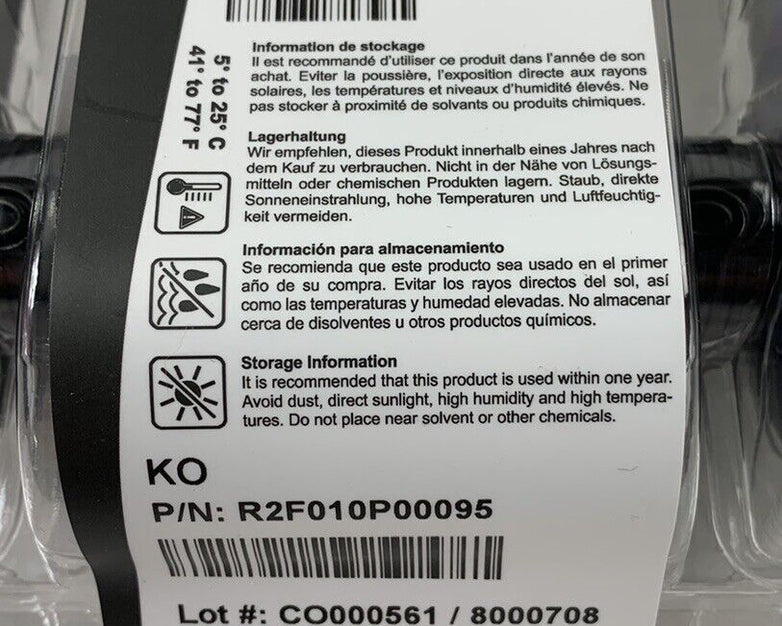 Information de stockage
Il est recommandé d'utiliser ce produit dans l'année de son
achat. Eviter la poussière, l'exposition directe aux rayons
solaires, les températures et niveaux d'humidité élevés. Ne
pas stocker à proximité de solvants ou produits chimiques.
5° to 25° C
41° to 77° F
Lagerhaltung
Wir empfehlen, dieses Produkt innerhalb eines Jahres nach
dem Kauf zu verbrauchen. Nicht in der Nähe von Lösungs-
mitteln oder chemischen Produkten lagern. Staub, direkte
Sonneneinstrahlung, hohe Temperaturen und Luftfeuchtig-
keit vermeiden.
Información para almacenamiento
Se recomienda que este producto sea usado en el primer
año de su compra. Evitar los rayos directos del sol, así
como las temperaturas y humedad elevadas. No almacenar
cerca de disolventes u otros productos químicos.
Storage Information
It is recommended that this product is used within one year.
Avoid dust, direct sunlight, high humidity and high tempera-
tures. Do not place near solvent or other chemicals.
KO
P/N: R2F010P00095
Lot #: CO000561 / 8000708